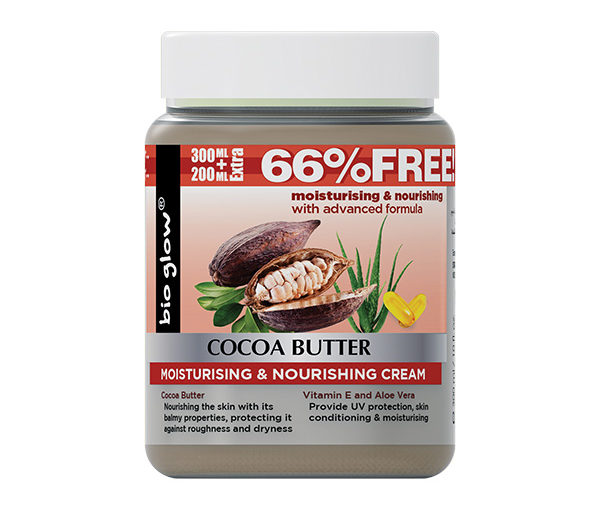 300ML
+
200ML
Extra
66%FREE!
bio glow®
moisturising & nourishing
with advanced formula
COCOA BUTTER
MOISTURISING & NOURISHING CREAM
Cocoa Butter
Nourishing the skin with its
balmy properties, protecting it
against roughness and dryness
Vitamin E and Aloe Vera
Provide UV protection, skin
conditioning & moisturising